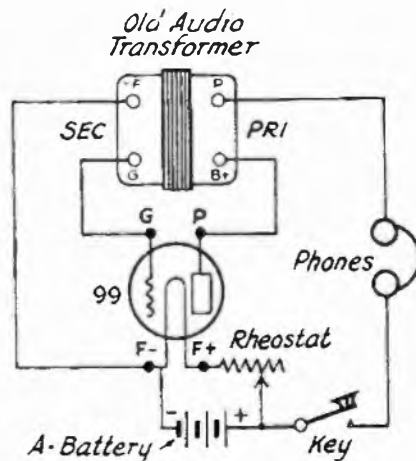 Old Audio
Transformer
-F
P
SEC
PRI
G
B+
G
P
99
Phones
F-
F+
Rheostat
-
+
A-Battery
Key